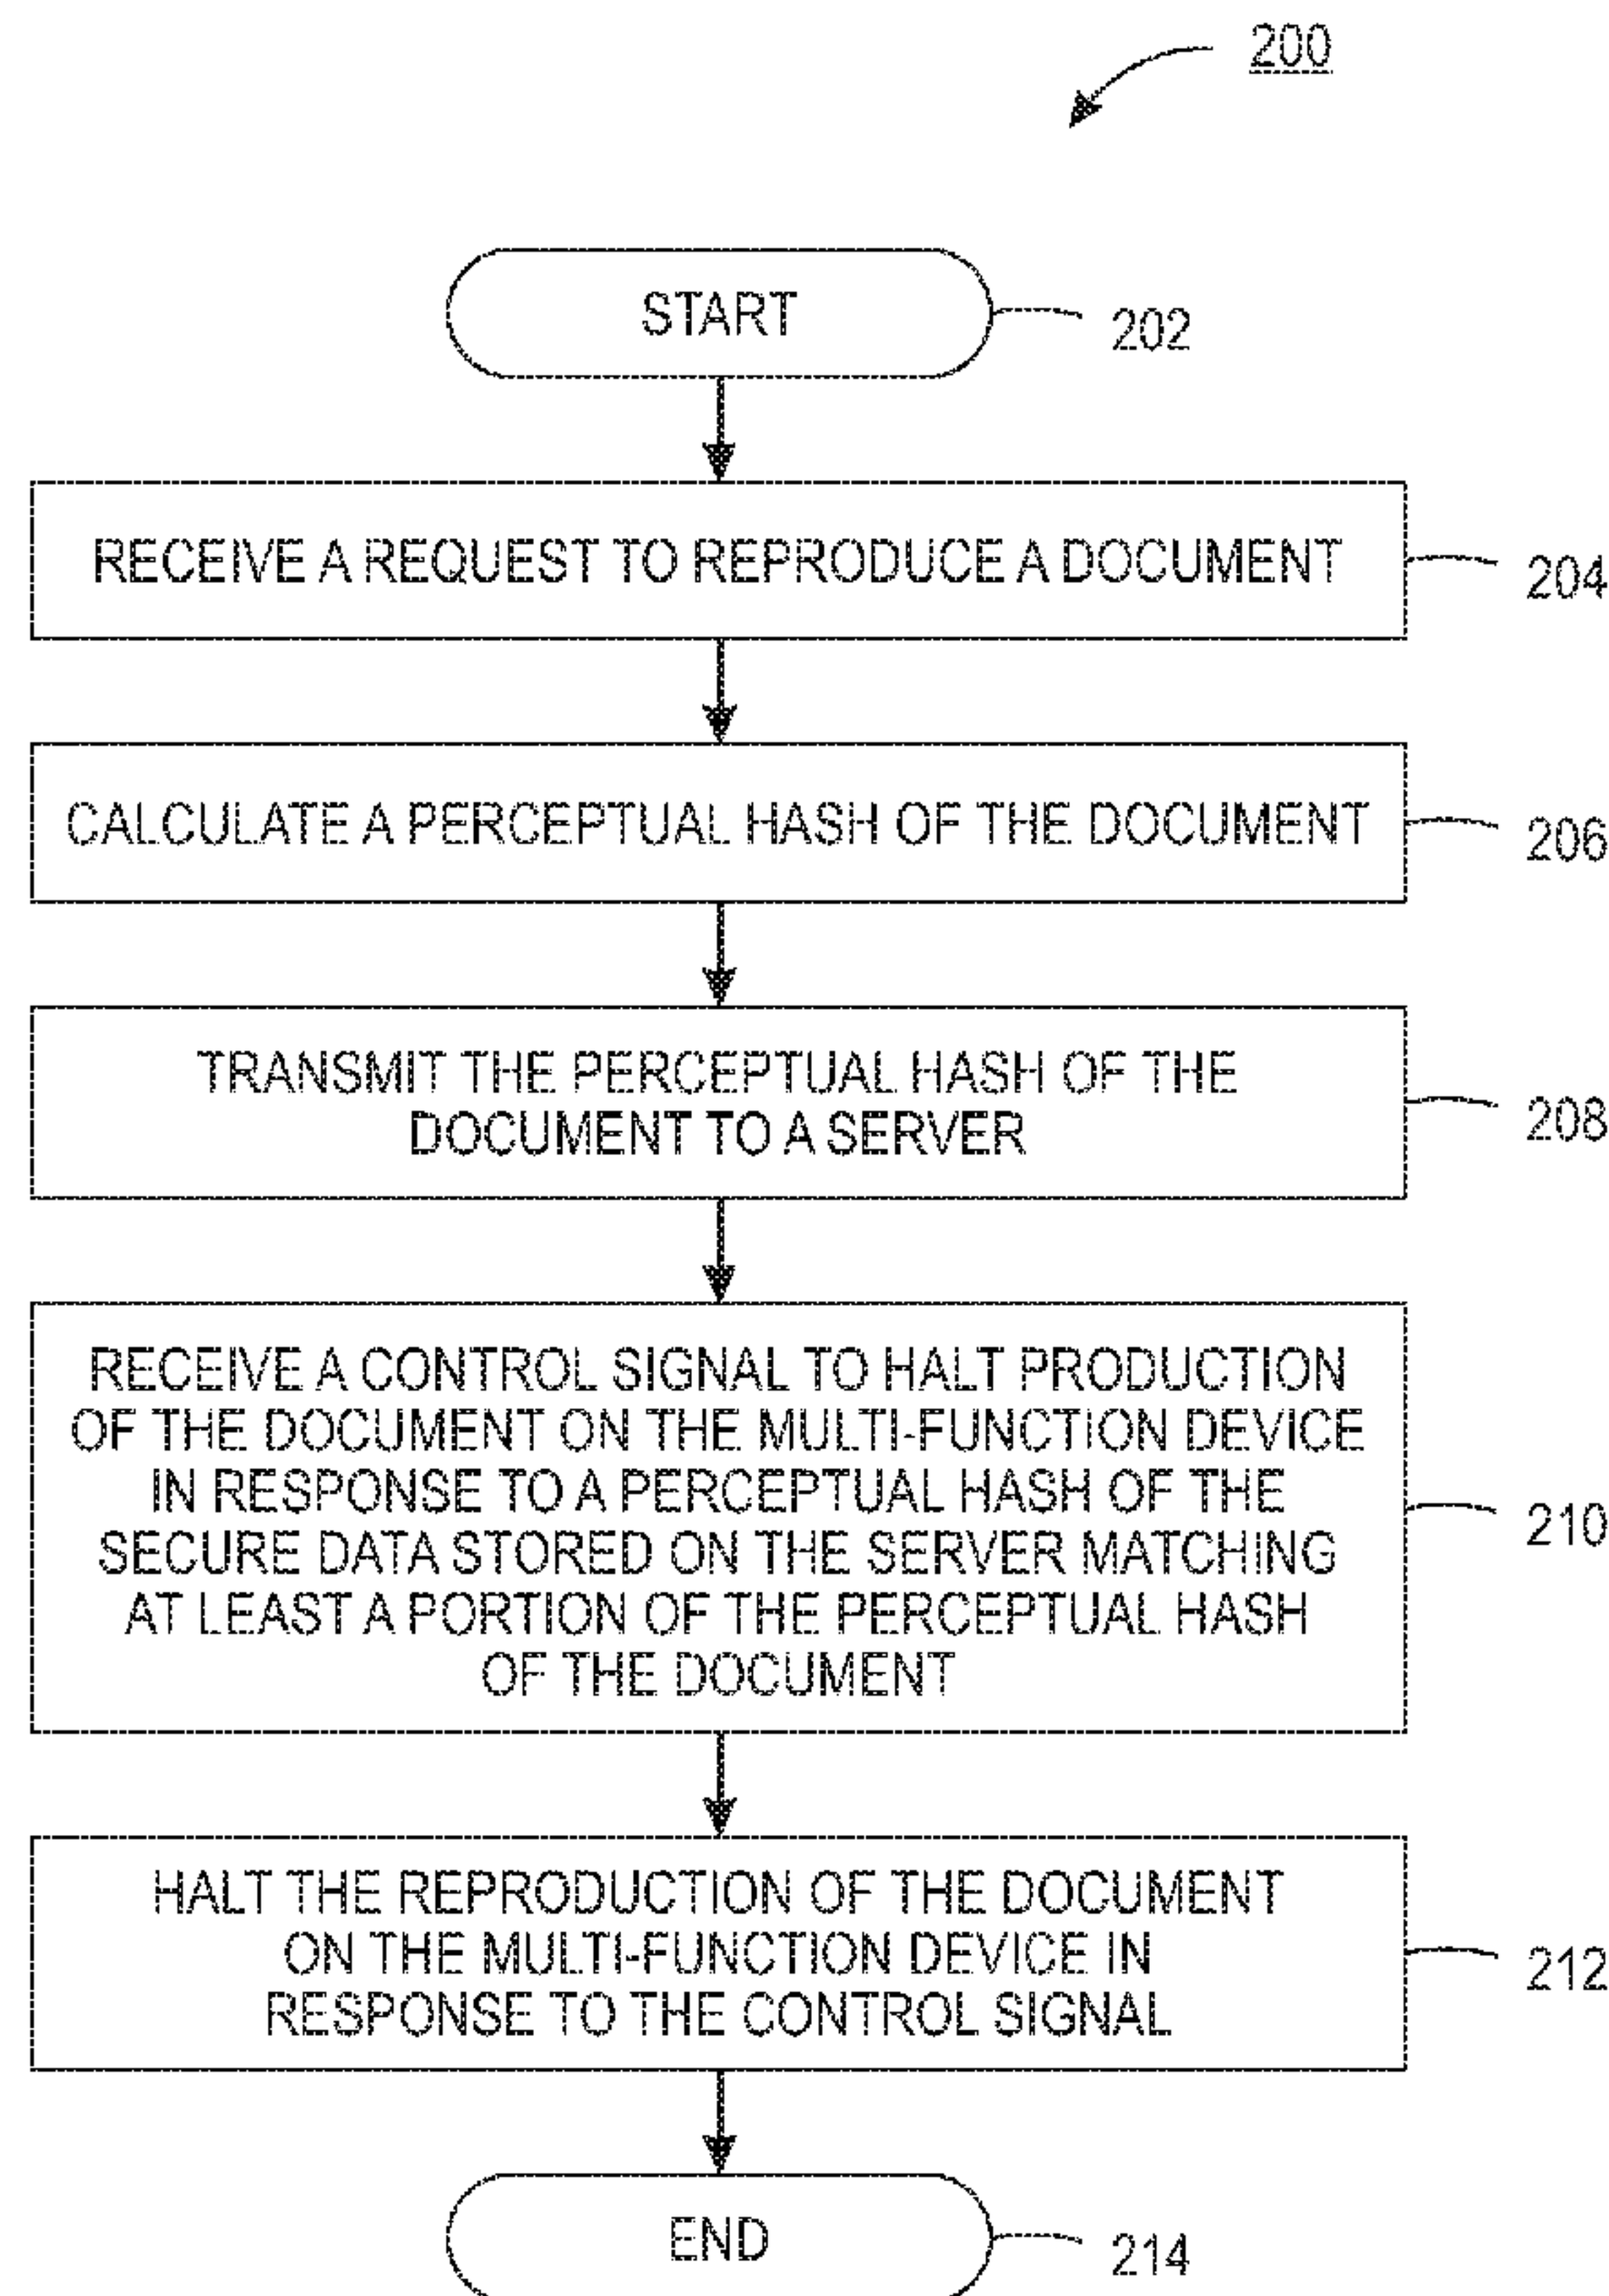 200
START
202
RECEIVE A REQUEST TO REPRODUCE A DOCUMENT
204
CALCULATE A PERCEPTUAL HASH OF THE DOCUMENT
206
TRANSMIT THE PERCEPTUAL HASH OF THE
DOCUMENT TO A SERVER
208
RECEIVE A CONTROL SIGNAL TO HALT PRODUCTION
OF THE DOCUMENT ON THE MULTI-FUNCTION DEVICE
IN RESPONSE TO A PERCEPTUAL HASH OF THE
SECURE DATA STORED ON THE SERVER MATCHING
AT LEAST A PORTION OF THE PERCEPTUAL HASH
OF THE DOCUMENT
210
HALT THE REPRODUCTION OF THE DOCUMENT
ON THE MULTI-FUNCTION DEVICE IN
RESPONSE TO THE CONTROL SIGNAL
212
END
214